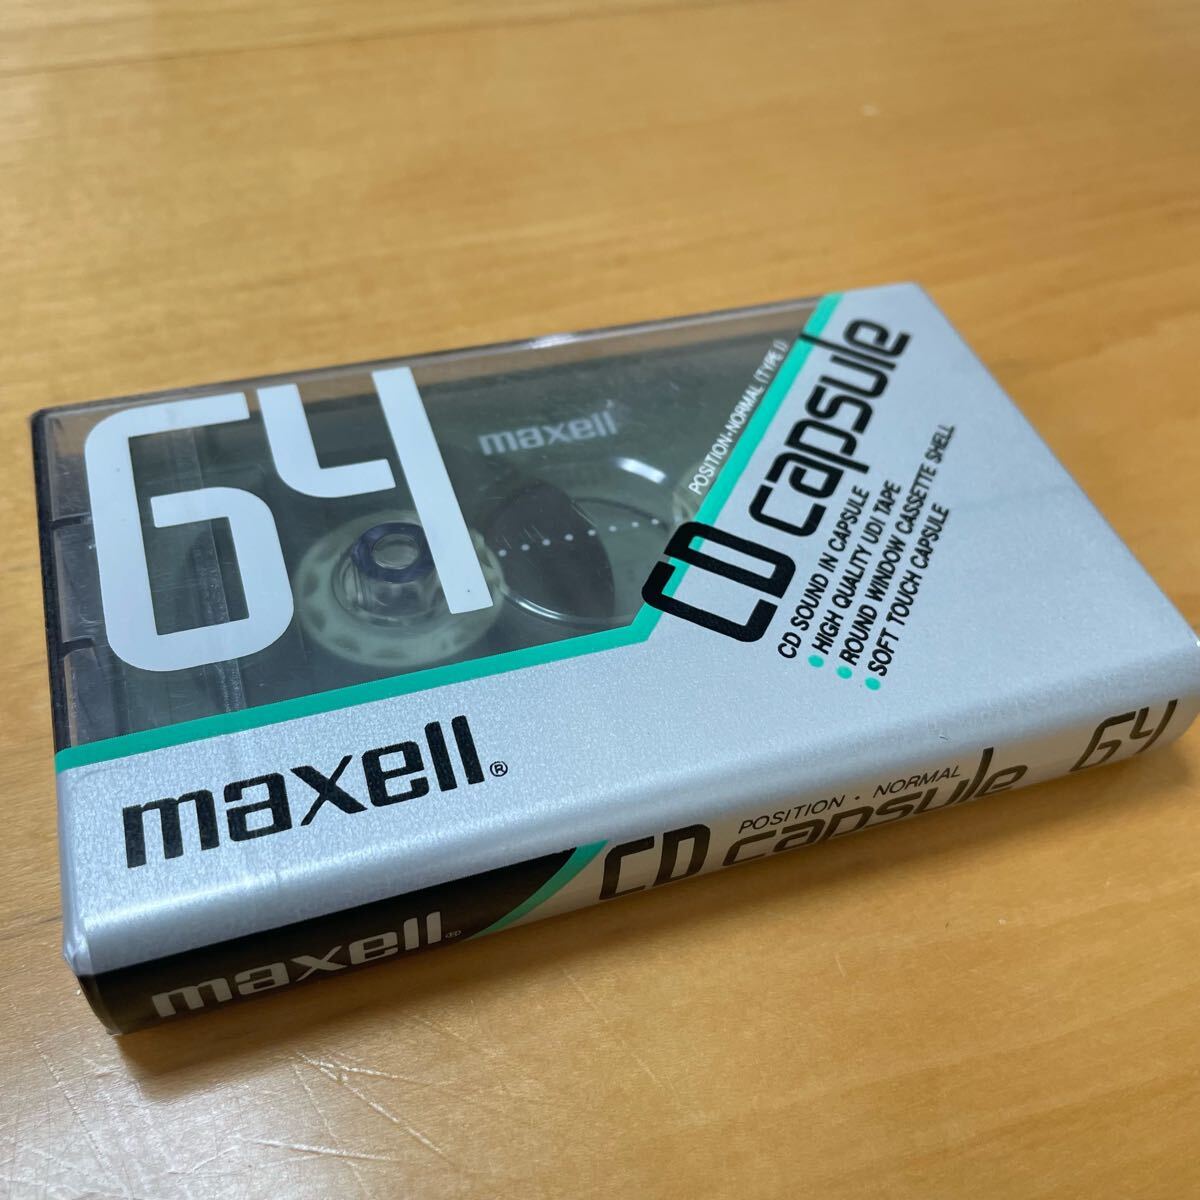 64
maxell
POSITION•NORMAL (TYPE I)
CD capsule
CD SOUND IN CAPSULE
• HIGH QUALITY UDI TAPE
• ROUND WINDOW CASSETTE SHELL
• SOFT TOUCH CAPSULE
maxell®
maxell®
POSITION • NORMAL
CD capsule 64